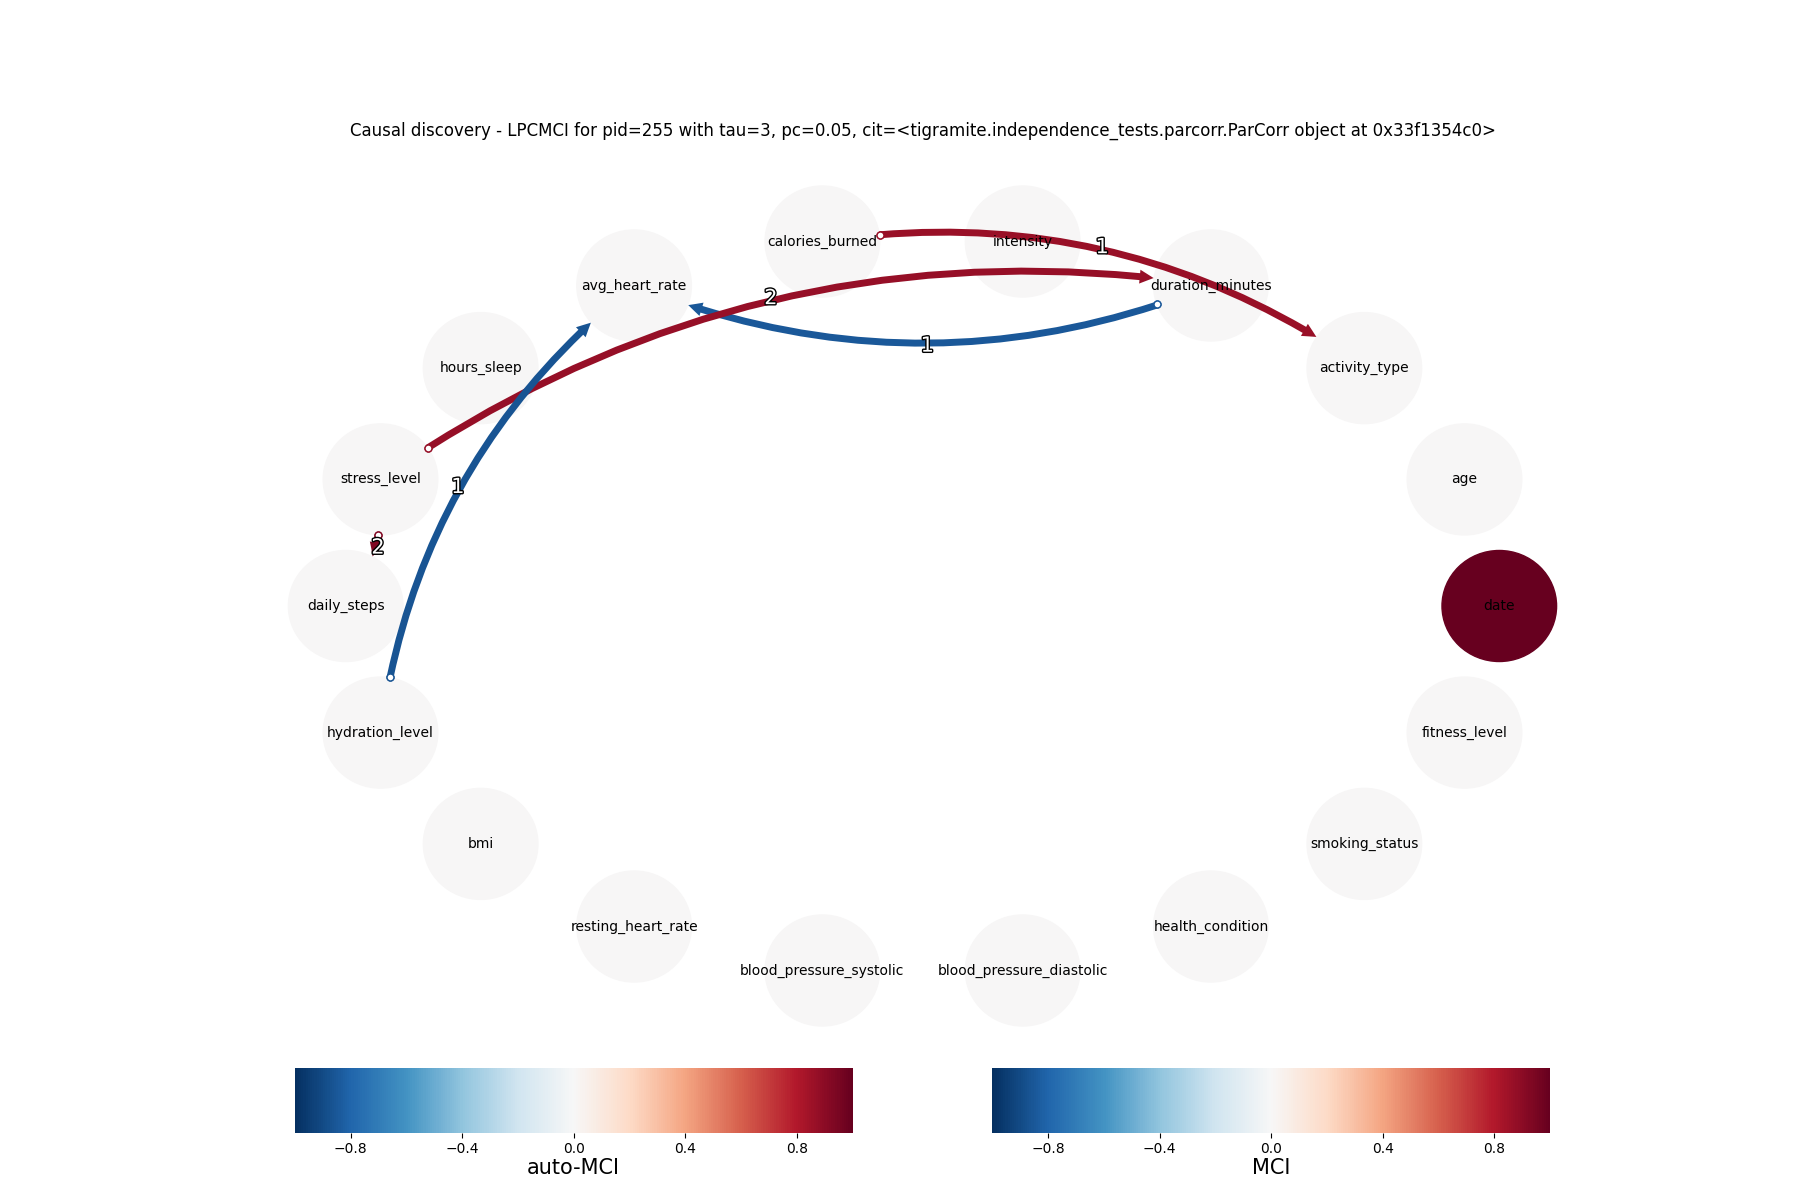 Causal discovery - LPCMCI for pid=255 with tau=3, pc=0.05, cit=<tigramite.independence_tests.parcorr.ParCorr object at 0x33f1354c0>
calories_burned
intensity
1
avg_heart_rate
2
duration_minutes
1
hours_sleep
activity_type
stress_level
1
age
2
daily_steps
date
hydration_level
fitness_level
bmi
smoking_status
resting_heart_rate
health_condition
blood_pressure_systolic
blood_pressure_diastolic
−0.8 −0.4 0.0 0.4 0.8
auto-MCI
−0.8 −0.4 0.0 0.4 0.8
MCI